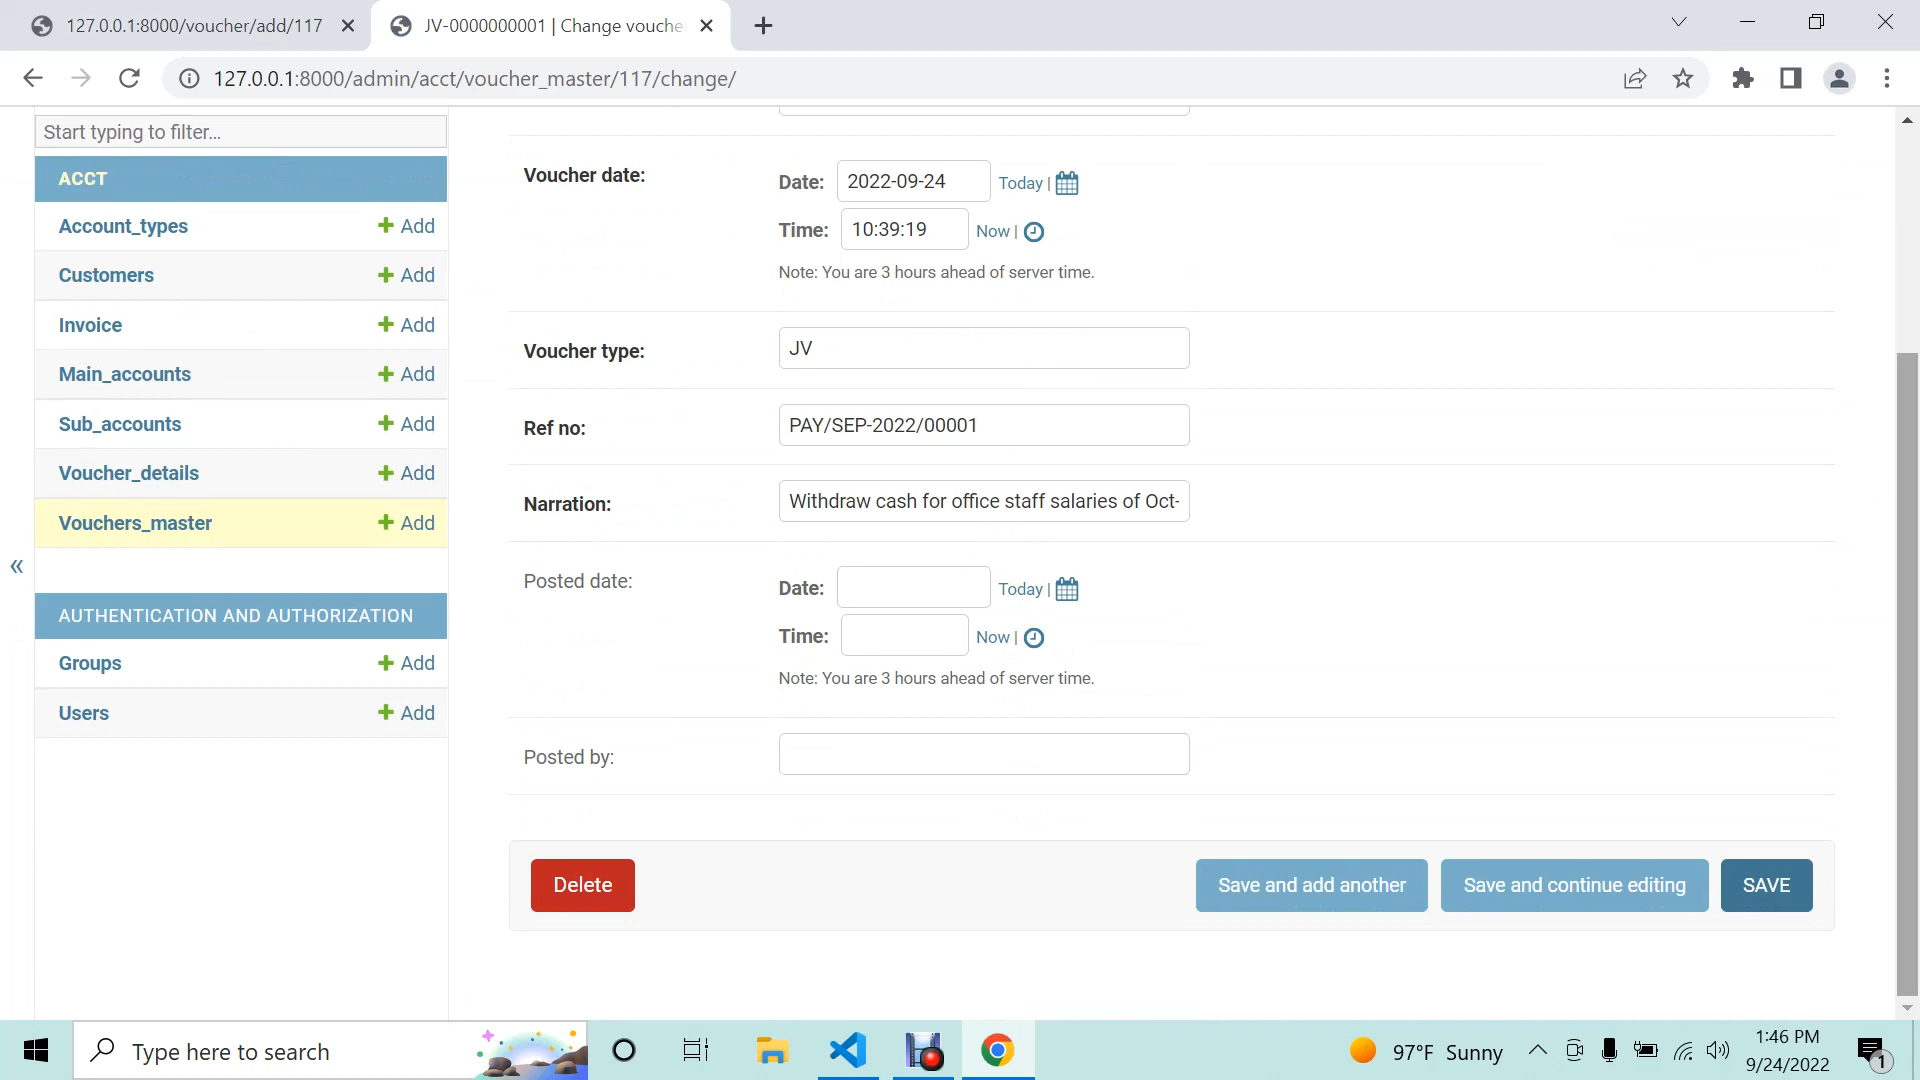 127.0.0.1:8000/voucher/add/117
JV-0000000001 | Change vouche
127.0.0.1:8000/admin/acct/voucher_master/117/change/
Start typing to filter...
ACCT
Account_types
Add
Customers
Add
Invoice
Add
Main_accounts
Add
Sub_accounts
Add
Voucher_details
Add
Vouchers_master
Add
«
AUTHENTICATION AND AUTHORIZATION
Groups
Add
Users
Add
Voucher date:
Date: 2022-09-24 Today |
Time: 10:39:19 Now |
Note: You are 3 hours ahead of server time.
Voucher type: JV
Ref no: PAY/SEP-2022/00001
Narration: Withdraw cash for office staff salaries of Oct-
Posted date:
Date: Today |
Time: Now |
Note: You are 3 hours ahead of server time.
Posted by:
Delete
Save and add another
Save and continue editing
SAVE
Type here to search
97°F Sunny
1:46 PM
9/24/2022
1